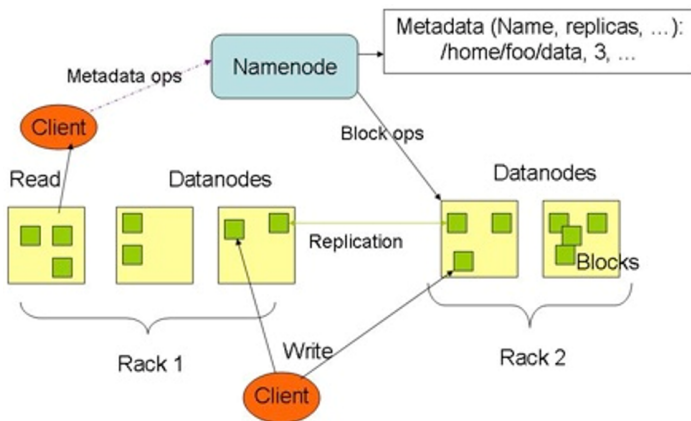 Metadata (Name, replicas, ...):
/home/foo/data, 3, ...
Namenode
Metadata ops
Client
Block ops
Read
Datanodes
Datanodes
Replication
Blocks
Rack 1
Write
Rack 2
Client